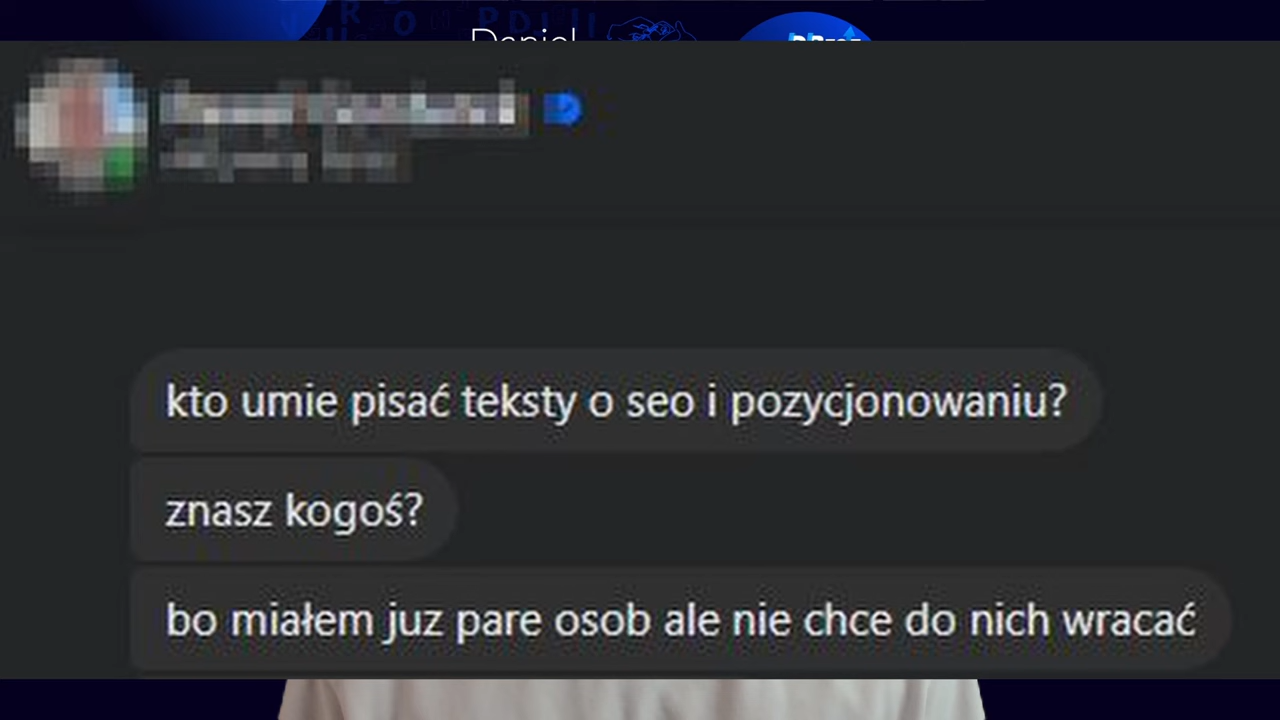 Daniel
kto umie pisać teksty o seo i pozycjonowaniu?
znasz kogoś?
bo miałem juz pare osob ale nie chce do nich wracać